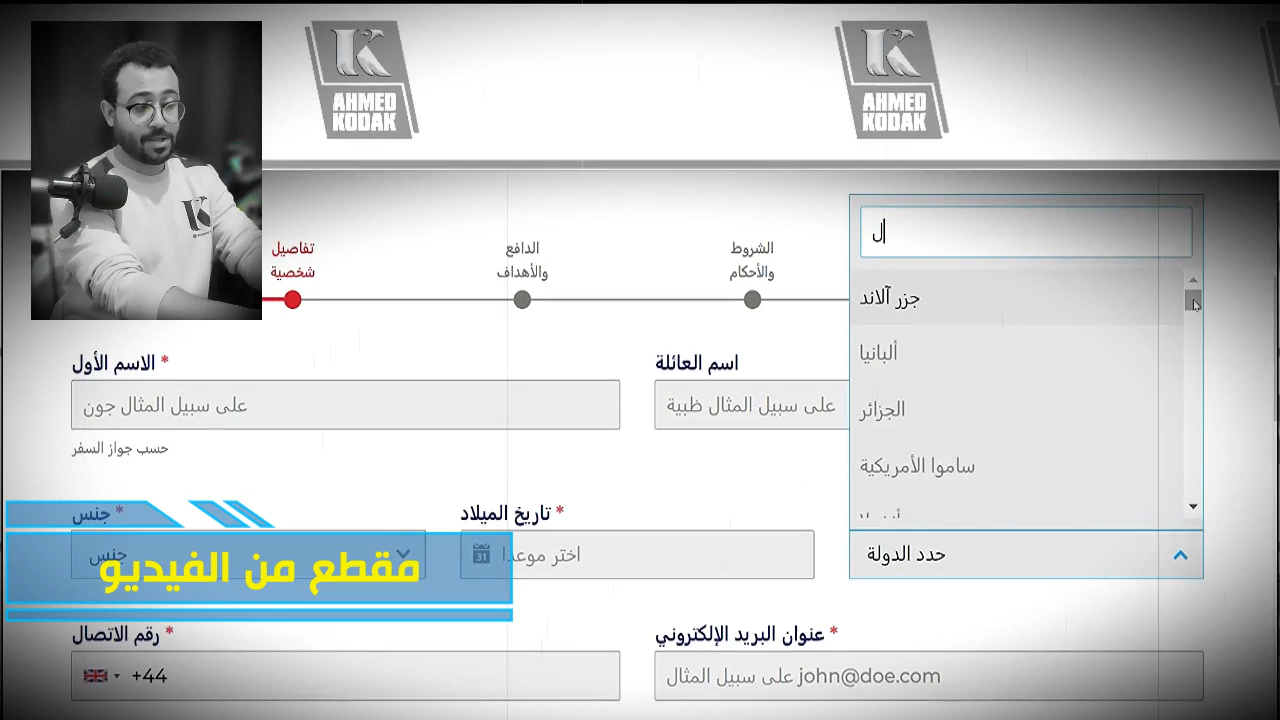 AHMED
KODAK
AHMED
KODAK
K
ل
تفاصيل
شخصية
الدافع
والأهداف
الشروط
والأحكام
جزر آلاند
ألبانيا
الجزائر
ساموا الأمريكية
الاسم الأول *
على سبيل المثال جون
حسب جواز السفر
اسم العائلة
على سبيل المثال ظبية
جنس *
جنس
تاريخ الميلاد *
31
اختر موعدا
حدد الدولة
مقطع من الفيديو
رقم الاتصال *
+44
عنوان البريد الإلكتروني *
على سبيل المثال john@doe.com